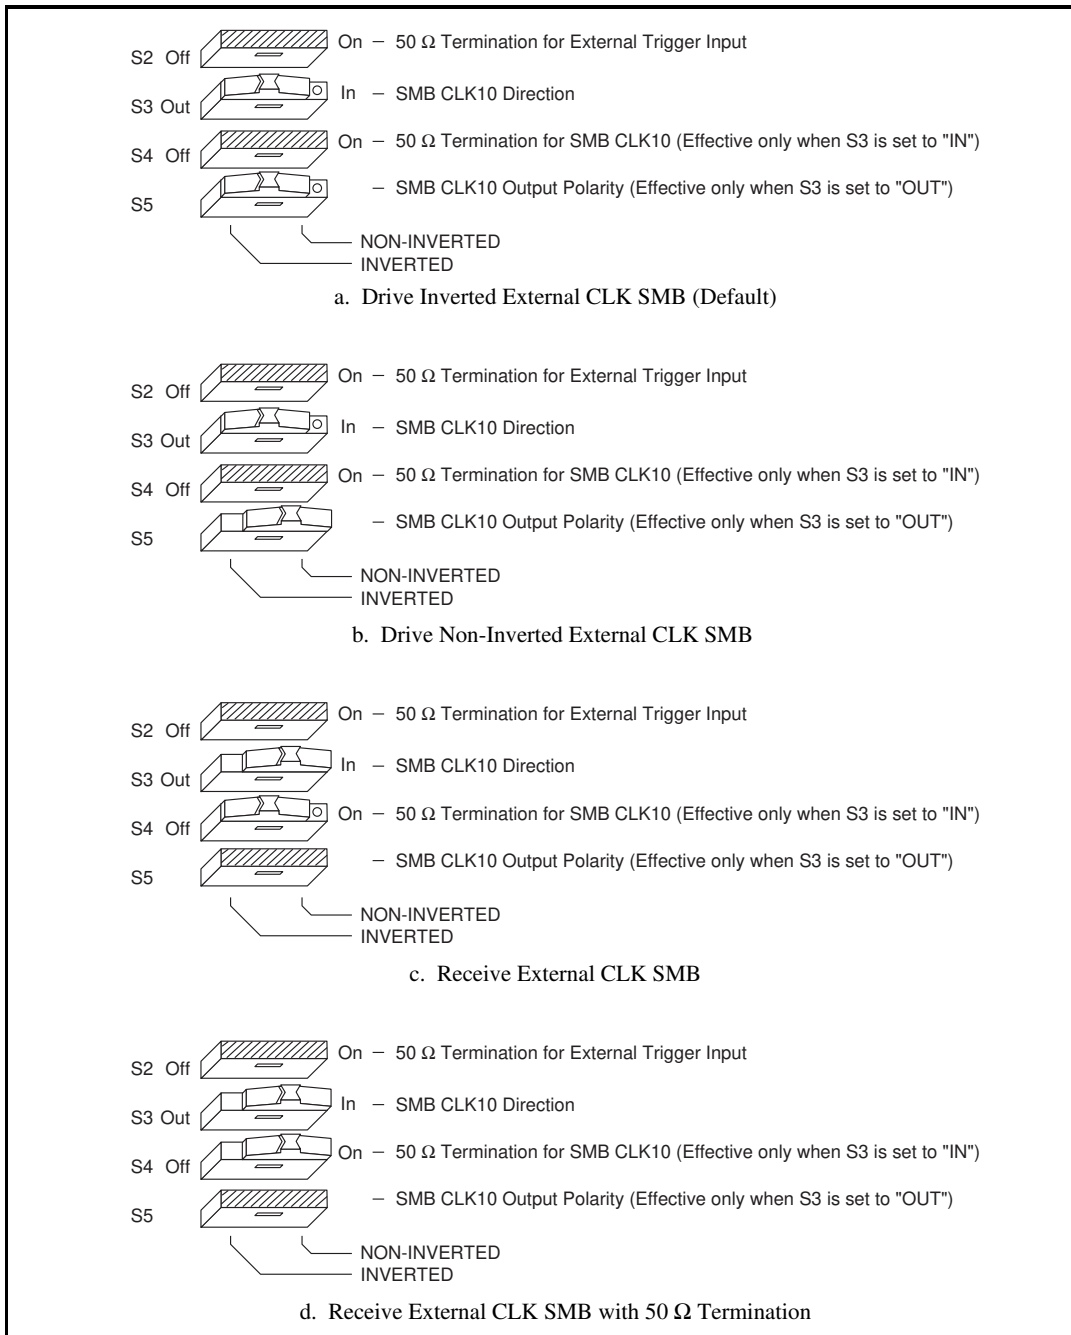 S2 Off On – 50 Ω Termination for External Trigger Input
S3 Out In – SMB CLK10 Direction
S4 Off On – 50 Ω Termination for SMB CLK10 (Effective only when S3 is set to "IN")
S5 – SMB CLK10 Output Polarity (Effective only when S3 is set to "OUT")
NON-INVERTED
INVERTED
a. Drive Inverted External CLK SMB (Default)
S2 Off On – 50 Ω Termination for External Trigger Input
S3 Out In – SMB CLK10 Direction
S4 Off On – 50 Ω Termination for SMB CLK10 (Effective only when S3 is set to "IN")
S5 – SMB CLK10 Output Polarity (Effective only when S3 is set to "OUT")
NON-INVERTED
INVERTED
b. Drive Non-Inverted External CLK SMB
S2 Off On – 50 Ω Termination for External Trigger Input
S3 Out In – SMB CLK10 Direction
S4 Off On – 50 Ω Termination for SMB CLK10 (Effective only when S3 is set to "IN")
S5 – SMB CLK10 Output Polarity (Effective only when S3 is set to "OUT")
NON-INVERTED
INVERTED
c. Receive External CLK SMB
S2 Off On – 50 Ω Termination for External Trigger Input
S3 Out In – SMB CLK10 Direction
S4 Off On – 50 Ω Termination for SMB CLK10 (Effective only when S3 is set to "IN")
S5 – SMB CLK10 Output Polarity (Effective only when S3 is set to "OUT")
NON-INVERTED
INVERTED
d. Receive External CLK SMB with 50 Ω Termination